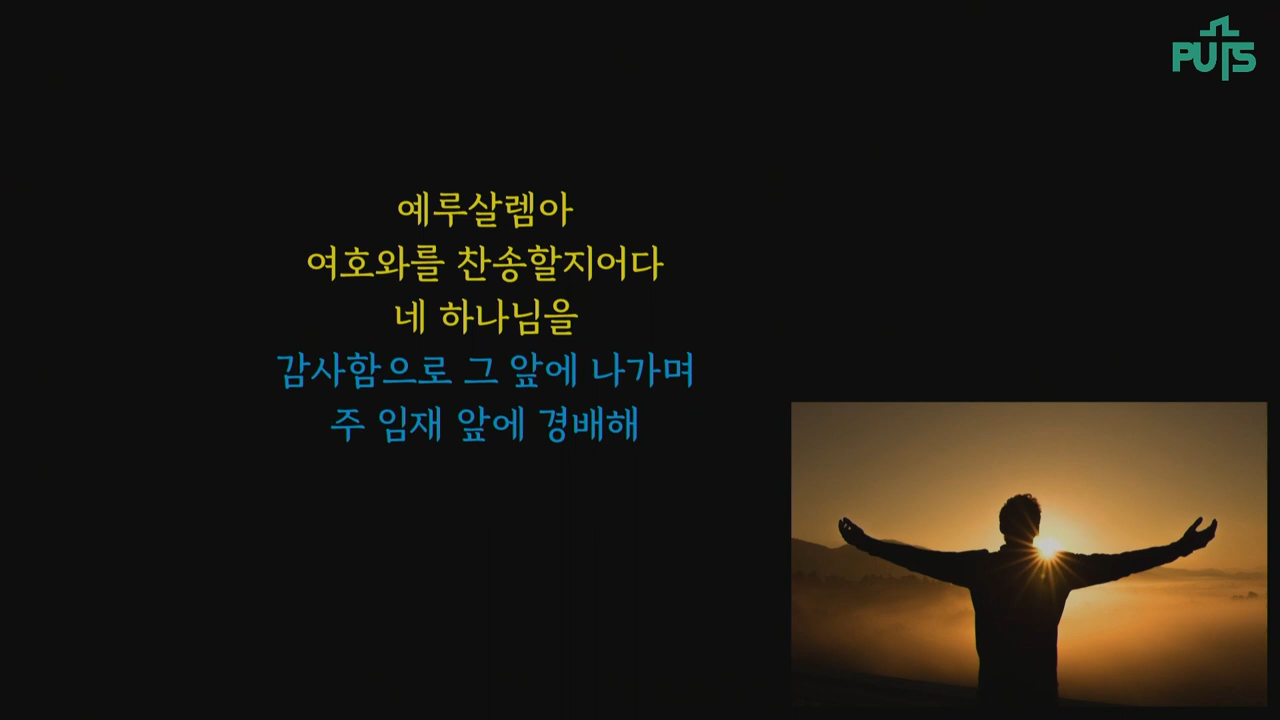 PUTS
예루살렘아
여호와를 찬송할지어다
네 하나님을
감사함으로 그 앞에 나가며
주 임재 앞에 경배해